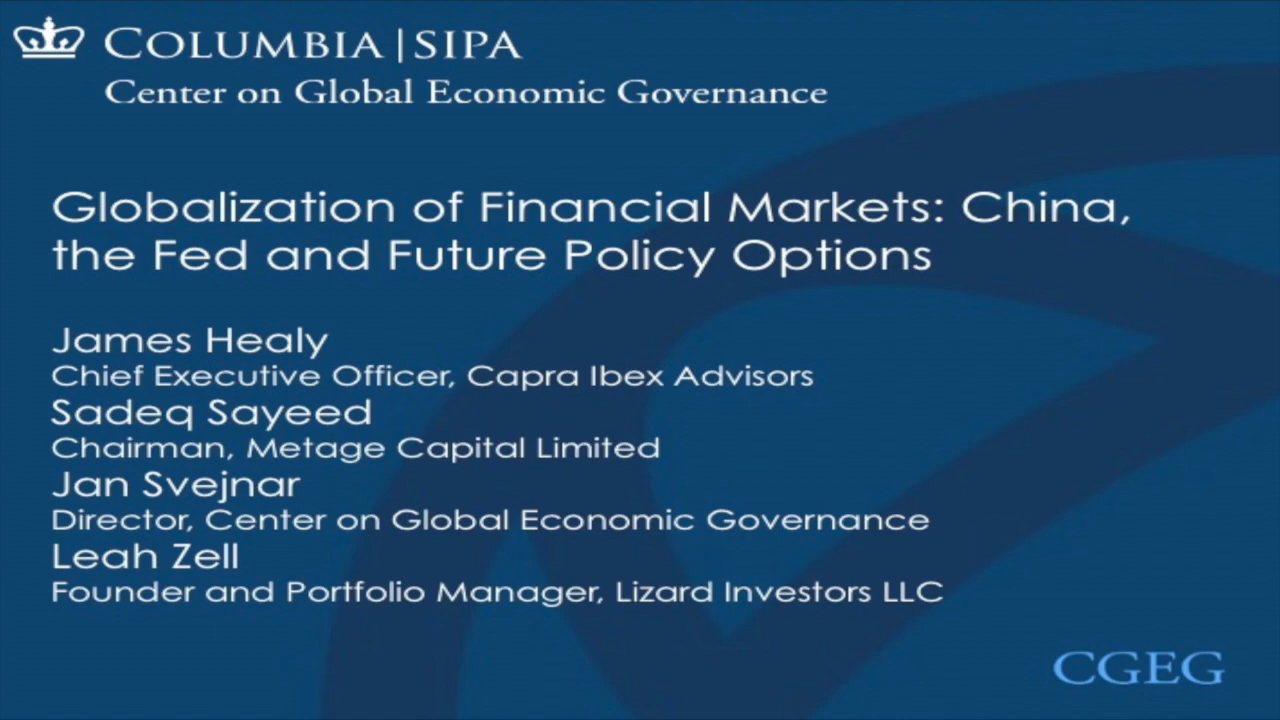 COLUMBIA | SIPA
Center on Global Economic Governance
Globalization of Financial Markets: China,
the Fed and Future Policy Options
James Healy
Chief Executive Officer, Capra Ibex Advisors
Sadeq Sayeed
Chairman, Metage Capital Limited
Jan Svejnar
Director, Center on Global Economic Governance
Leah Zell
Founder and Portfolio Manager, Lizard Investors LLC
CGEG